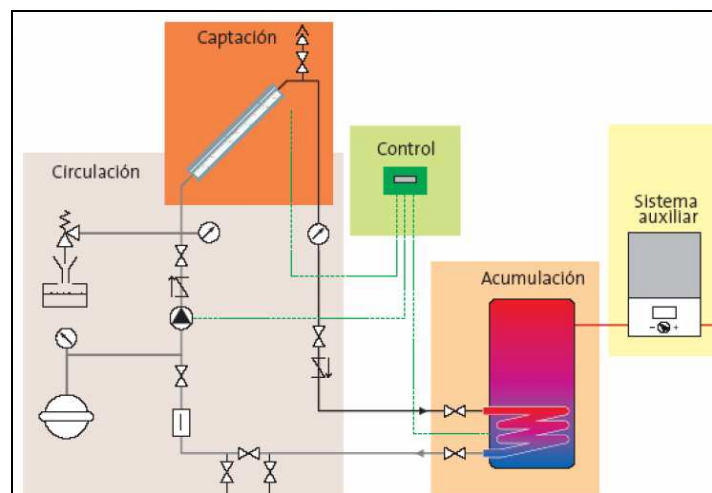 Captación
Circulación
Control
Sistema
auxiliar
Acumulación